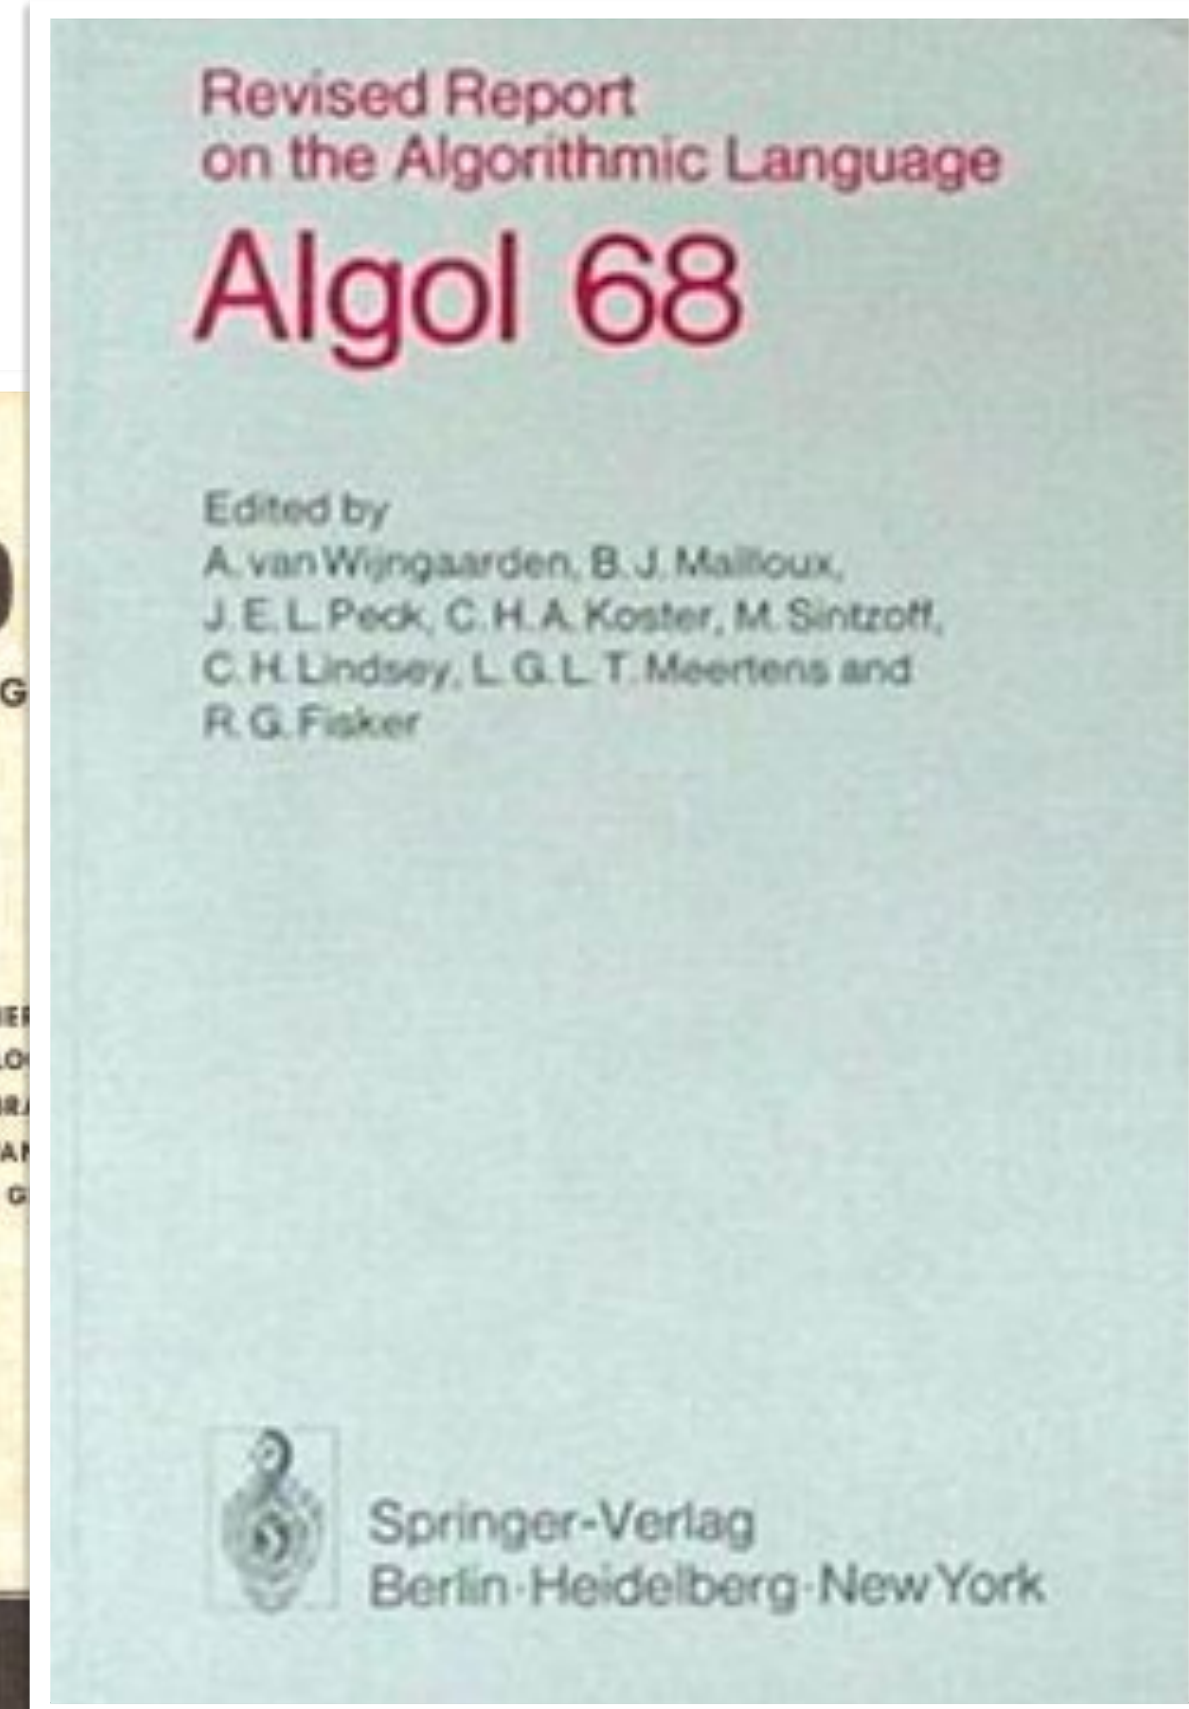 Revised Report
on the Algorithmic Language
Algol 68
Edited by
A. van Wijngaarden, B. J. Mailloux,
J. E. L. Peck, C. H. A. Koster, M. Sintzoff,
C. H. Lindsey, L. G. L. T. Meertens and
R. G. Fisker
Springer-Verlag
Berlin · Heidelberg · New York